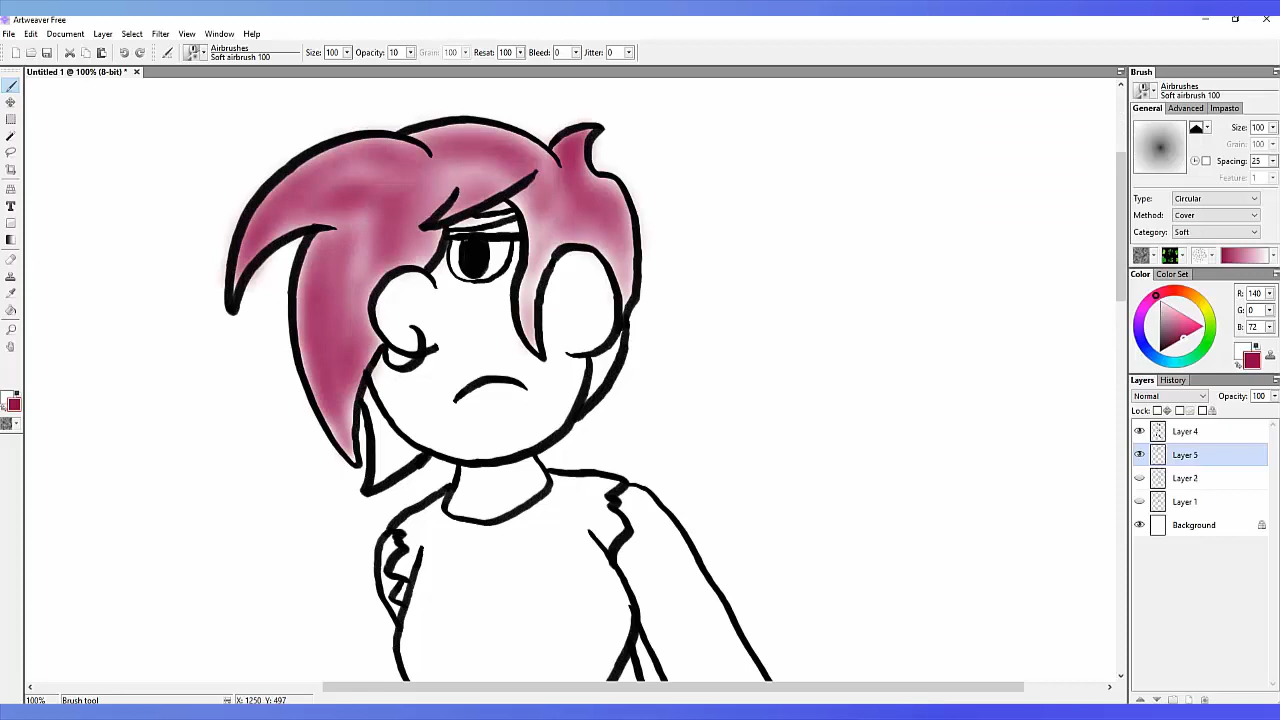 Artweaver Free
File Edit Document Layer Select Filter View Window Help
Airbrushes
Soft airbrush 100
Size: 100 Opacity: 10 Grain: 100 Resat: 100 Bleed: 0 Jitter: 0
Untitled 1 @ 100% (8-bit) *
Brush
Airbrushes
Soft airbrush 100
General Advanced Impasto
Size: 100
Grain: 100
Spacing: 25
Feature: 1
Type: Circular
Method: Cover
Category: Soft
Color Color Set
R: 140
G: 0
B: 72
Layers History
Normal Opacity: 100
Lock:
Layer 4
Layer 5
Layer 2
Layer 1
Background
100% Brush tool X: 1250 Y: 497